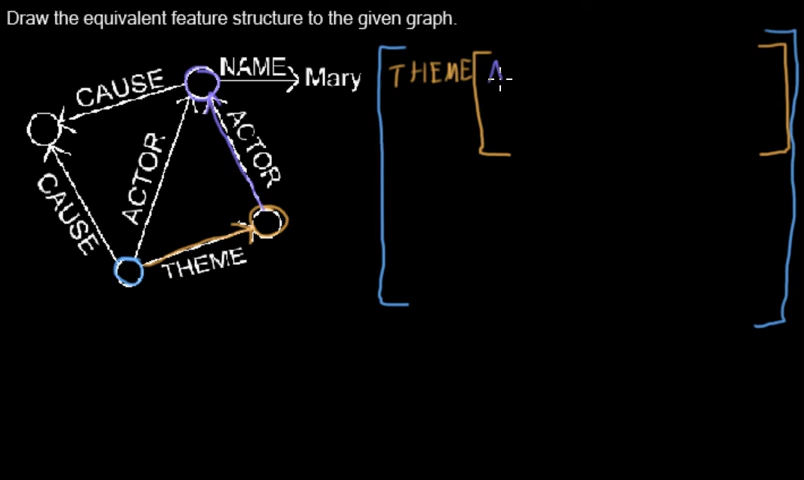 Draw the equivalent feature structure to the given graph.
CAUSE
NAME
Mary
THEME
A
ACTOR
ACTOR
CAUSE
THEME